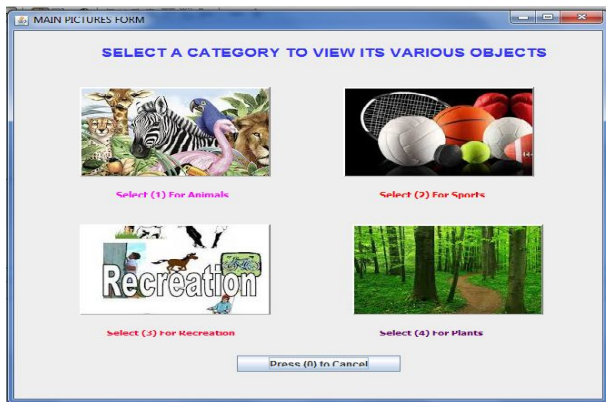 MAIN PICTURES FORM
SELECT A CATEGORY TO VIEW ITS VARIOUS OBJECTS
Select (1) For Animals
Select (2) For Sports
Recreation
Select (3) For Recreation
Select (4) For Plants
Press (0) to Cancel